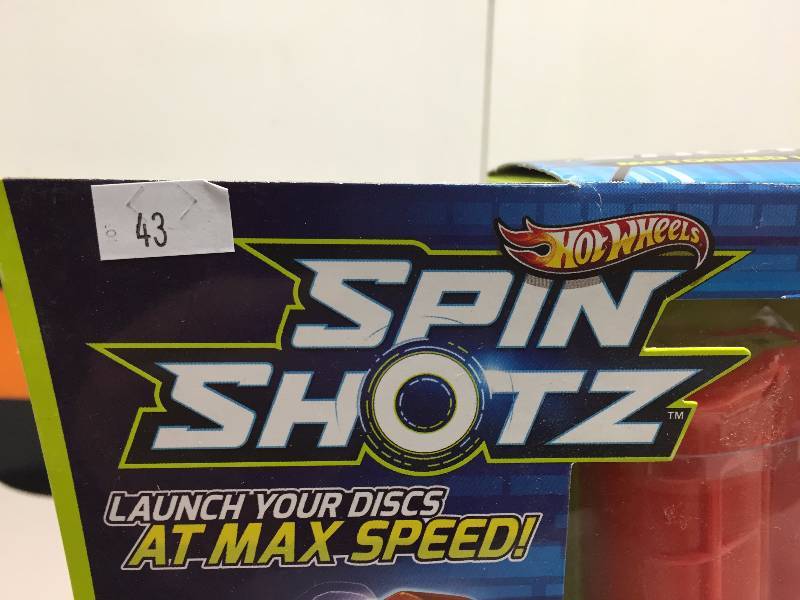 43
HOT WHEELS
SPIN
SHOTZ™
LAUNCH YOUR DISCS
AT MAX SPEED!